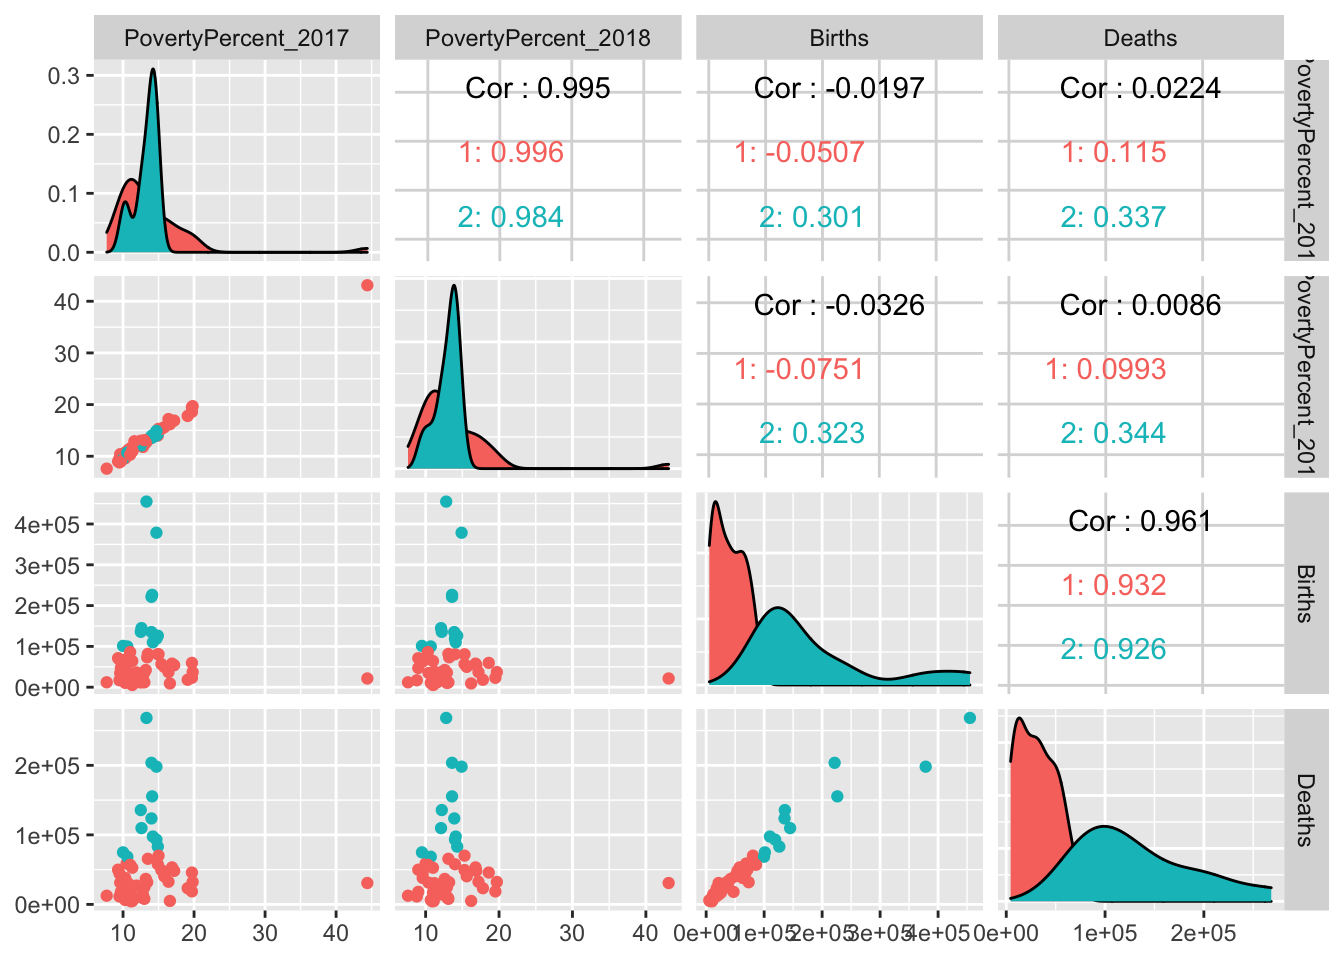 PovertyPercent_2017 PovertyPercent_2018 Births Deaths
0.3
0.2
0.1
0.0
Cor : 0.995
1: 0.996
2: 0.984
Cor : -0.0197
1: -0.0507
2: 0.301
Cor : 0.0224
1: 0.115
2: 0.337
PovertyPercent_201
40
30
20
10
Cor : -0.0326
1: -0.0751
2: 0.323
Cor : 0.0086
1: 0.0993
2: 0.344
PovertyPercent_201
4e+05
3e+05
2e+05
1e+05
0e+00
Cor : 0.961
1: 0.932
2: 0.926
Births
2e+05
1e+05
0e+00
Deaths
10 20 30 40 10 20 30 40 0e+00 1e+05 2e+05 3e+05 4e+05 0e+00 1e+05 2e+05